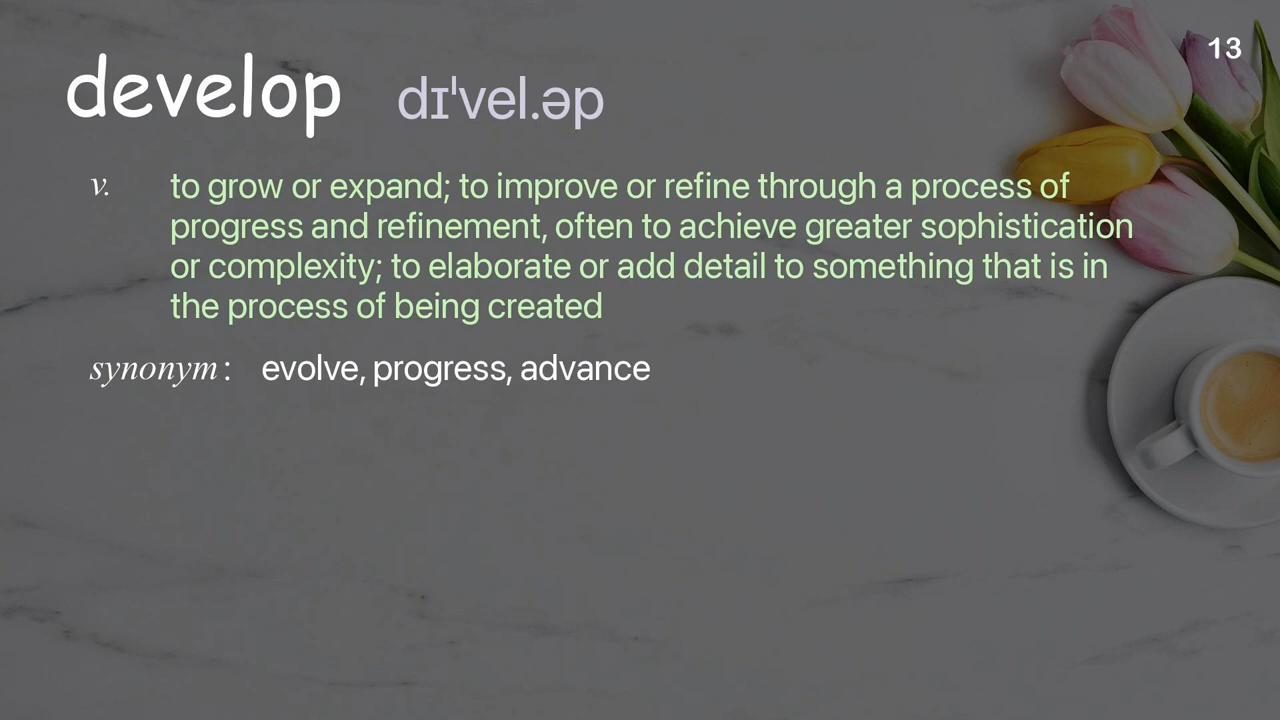 13
develop dɪˈvel.əp
v. to grow or expand; to improve or refine through a process of
progress and refinement, often to achieve greater sophistication
or complexity; to elaborate or add detail to something that is in
the process of being created
synonym: evolve, progress, advance